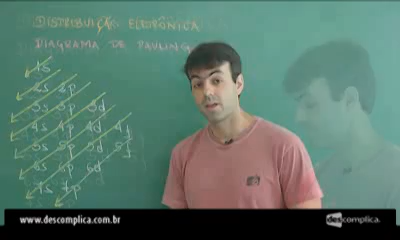 DISTRIBUIÇÃO ELETRÔNICA
DIAGRAMA DE PAULING
1s
2s 2p
3s 3p 3d
4s 4p 4d 4f
5s 5p 5d 5f
6s 6p 6d
7s 7p
www.descomplica.com.br
descomplica.